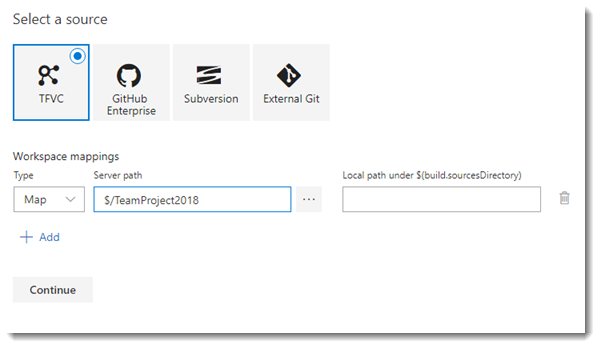 Select a source
TFVC
GitHub
Enterprise
Subversion
External Git
Workspace mappings
Type
Server path
Local path under $(build.sourcesDirectory)
Map
$/TeamProject2018
...
Add
Continue